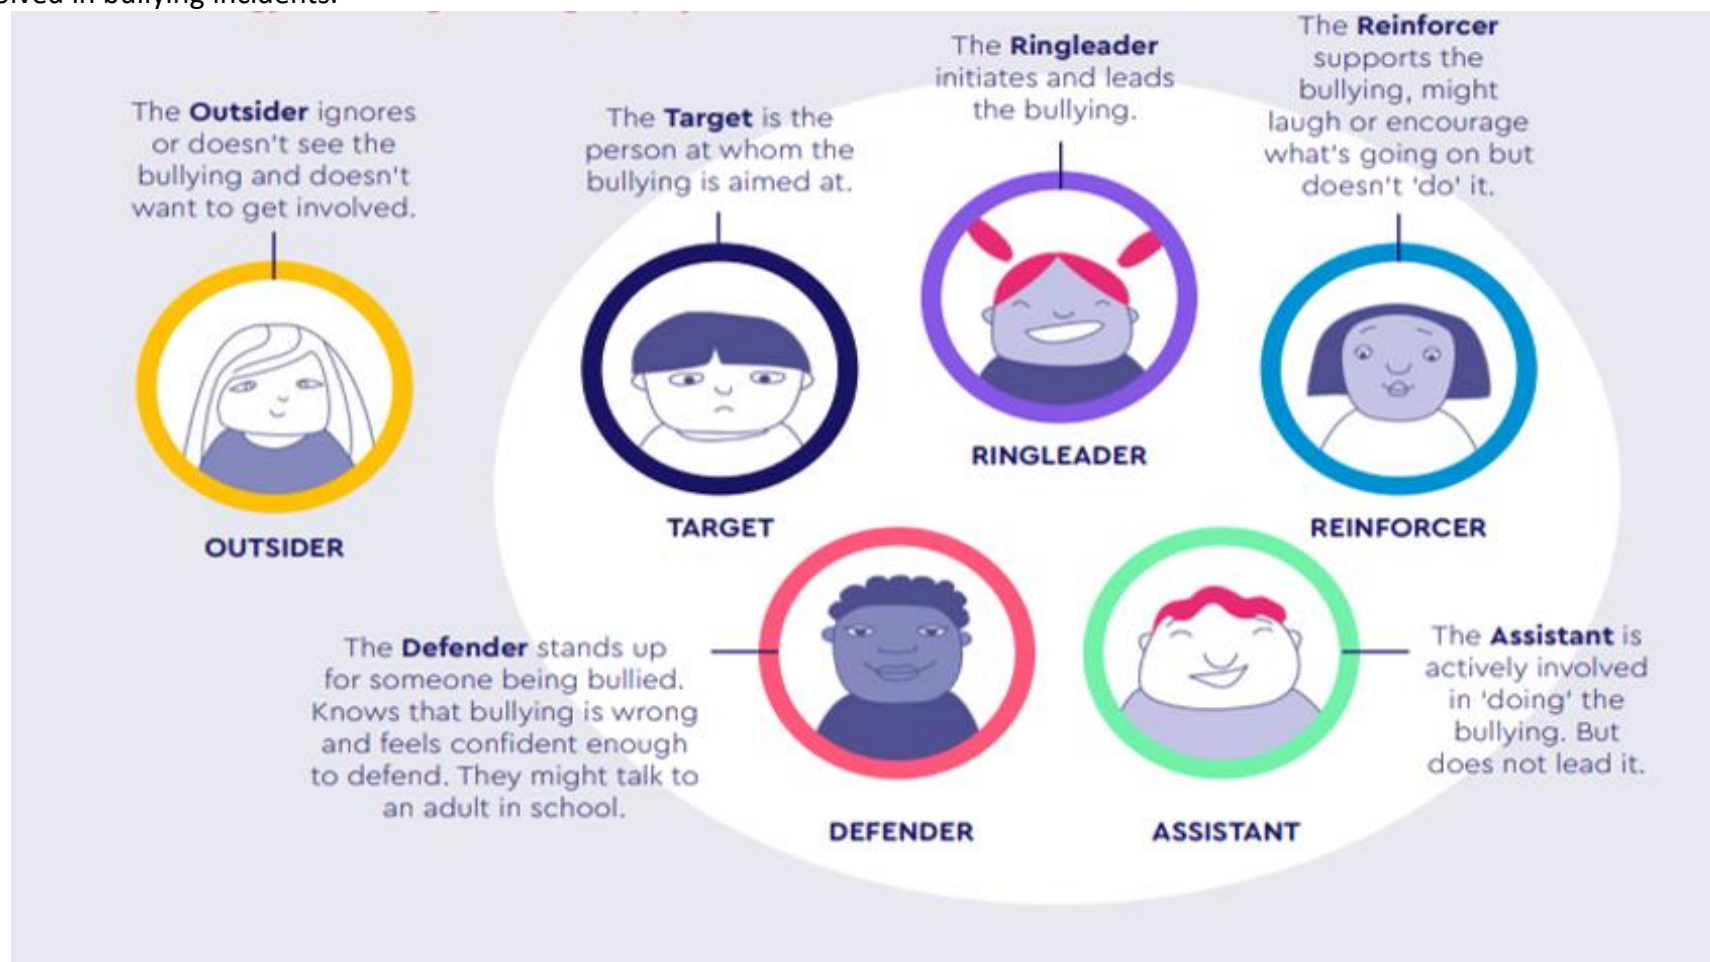 olved in bullying incidents.
The Outsider ignores
or doesn't see the
bullying and doesn't
want to get involved.
OUTSIDER
The Target is the
person at whom the
bullying is aimed at.
TARGET
The Ringleader
initiates and leads
the bullying.
RINGLEADER
The Reinforcer
supports the
bullying, might
laugh or encourage
what's going on but
doesn't 'do' it.
REINFORCER
The Defender stands up
for someone being bullied.
Knows that bullying is wrong
and feels confident enough
to defend. They might talk to
an adult in school.
DEFENDER
The Assistant is
actively involved
in 'doing' the
bullying. But
does not lead it.
ASSISTANT